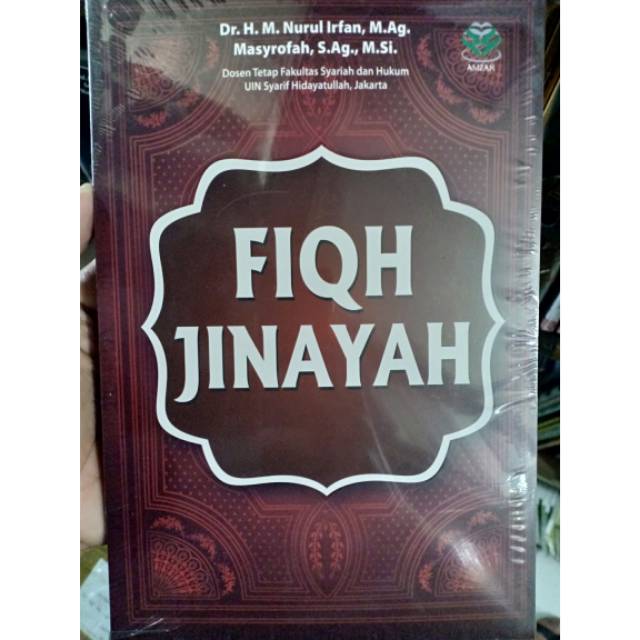 Dr. H. M. Nurul Irfan, M.Ag.
Masyrofah, S.Ag., M.Si.
Dosen Tetap Fakultas Syariah dan Hukum
UIN Syarif Hidayatullah, Jakarta
AMZAH
FIQH
JINAYAH